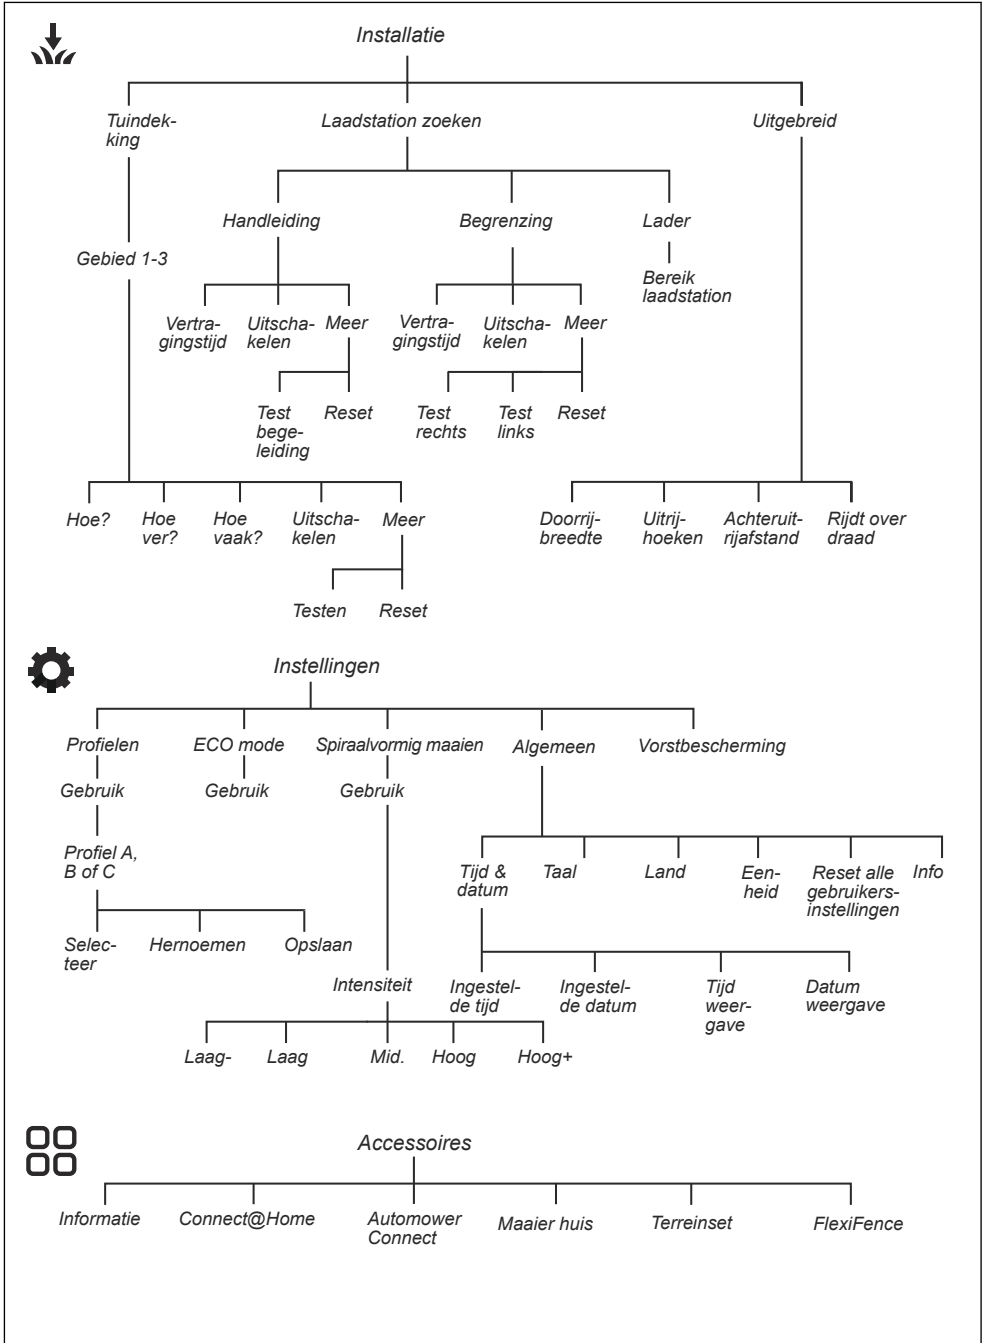 Installatie
Tuindek-
king
Laadstation zoeken
Uitgebreid
Handleiding
Begrenzing
Lader
Gebied 1-3
Bereik
laadstation
Vertra-
gingstijd
Uitscha-
kelen
Meer
Vertra-
gingstijd
Uitscha-
kelen
Meer
Test
bege-
leiding
Reset
Test
rechts
Test
links
Reset
Hoe?
Hoe
ver?
Hoe
vaak?
Uitscha-
kelen
Meer
Doorrij-
breedte
Uitrij-
hoeken
Achteruit-
rijafstand
Rijdt over
draad
Testen
Reset
Instellingen
Profielen
ECO mode
Spiraalvormig maaien
Algemeen
Vorstbescherming
Gebruik
Gebruik
Gebruik
Profiel A,
B of C
Tijd &
datum
Taal
Land
Een-
heid
Reset alle
gebruikers-
instellingen
Info
Selec-
teer
Hernoemen
Opslaan
Intensiteit
Ingestel-
de tijd
Ingestel-
de datum
Tijd
weer-
gave
Datum
weergave
Laag-
Laag
Mid.
Hoog
Hoog+
Accessoires
Informatie
Connect@Home
Automower
Connect
Maaier huis
Terreinset
FlexiFence